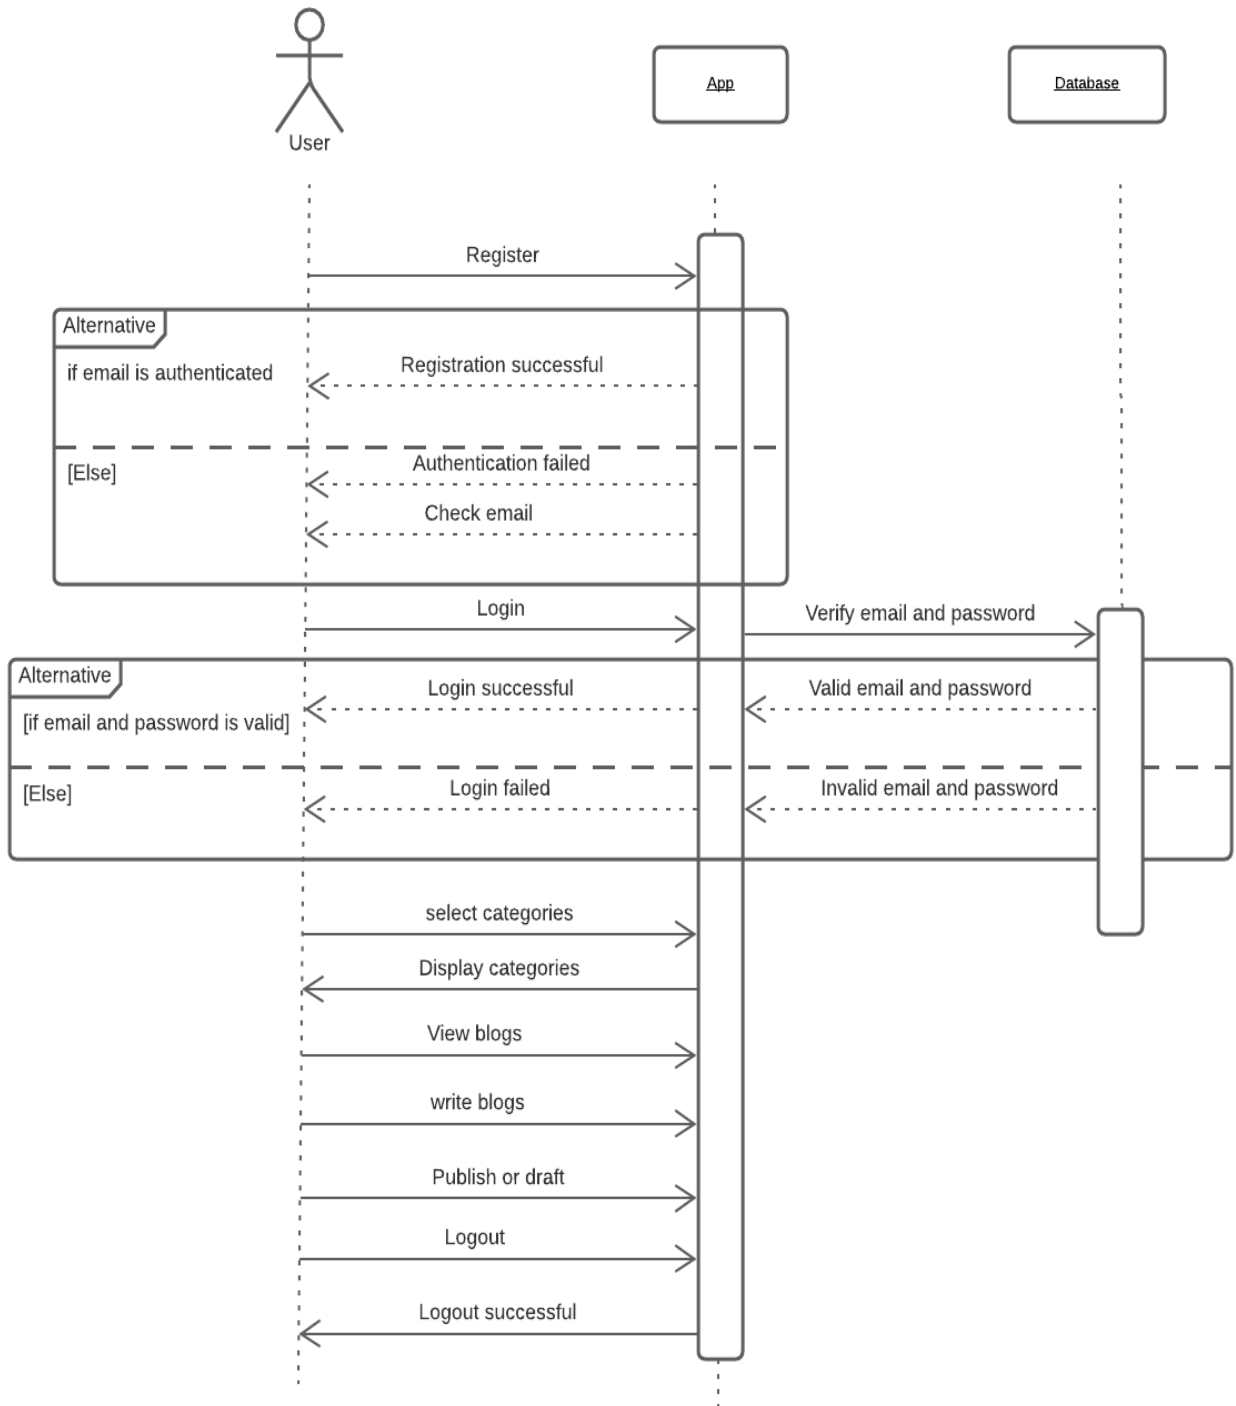 User
App
Database
Register
Alternative
if email is authenticated
Registration successful
[Else]
Authentication failed
Check email
Login
Verify email and password
Alternative
[if email and password is valid]
Login successful
Valid email and password
[Else]
Login failed
Invalid email and password
select categories
Display categories
View blogs
write blogs
Publish or draft
Logout
Logout successful